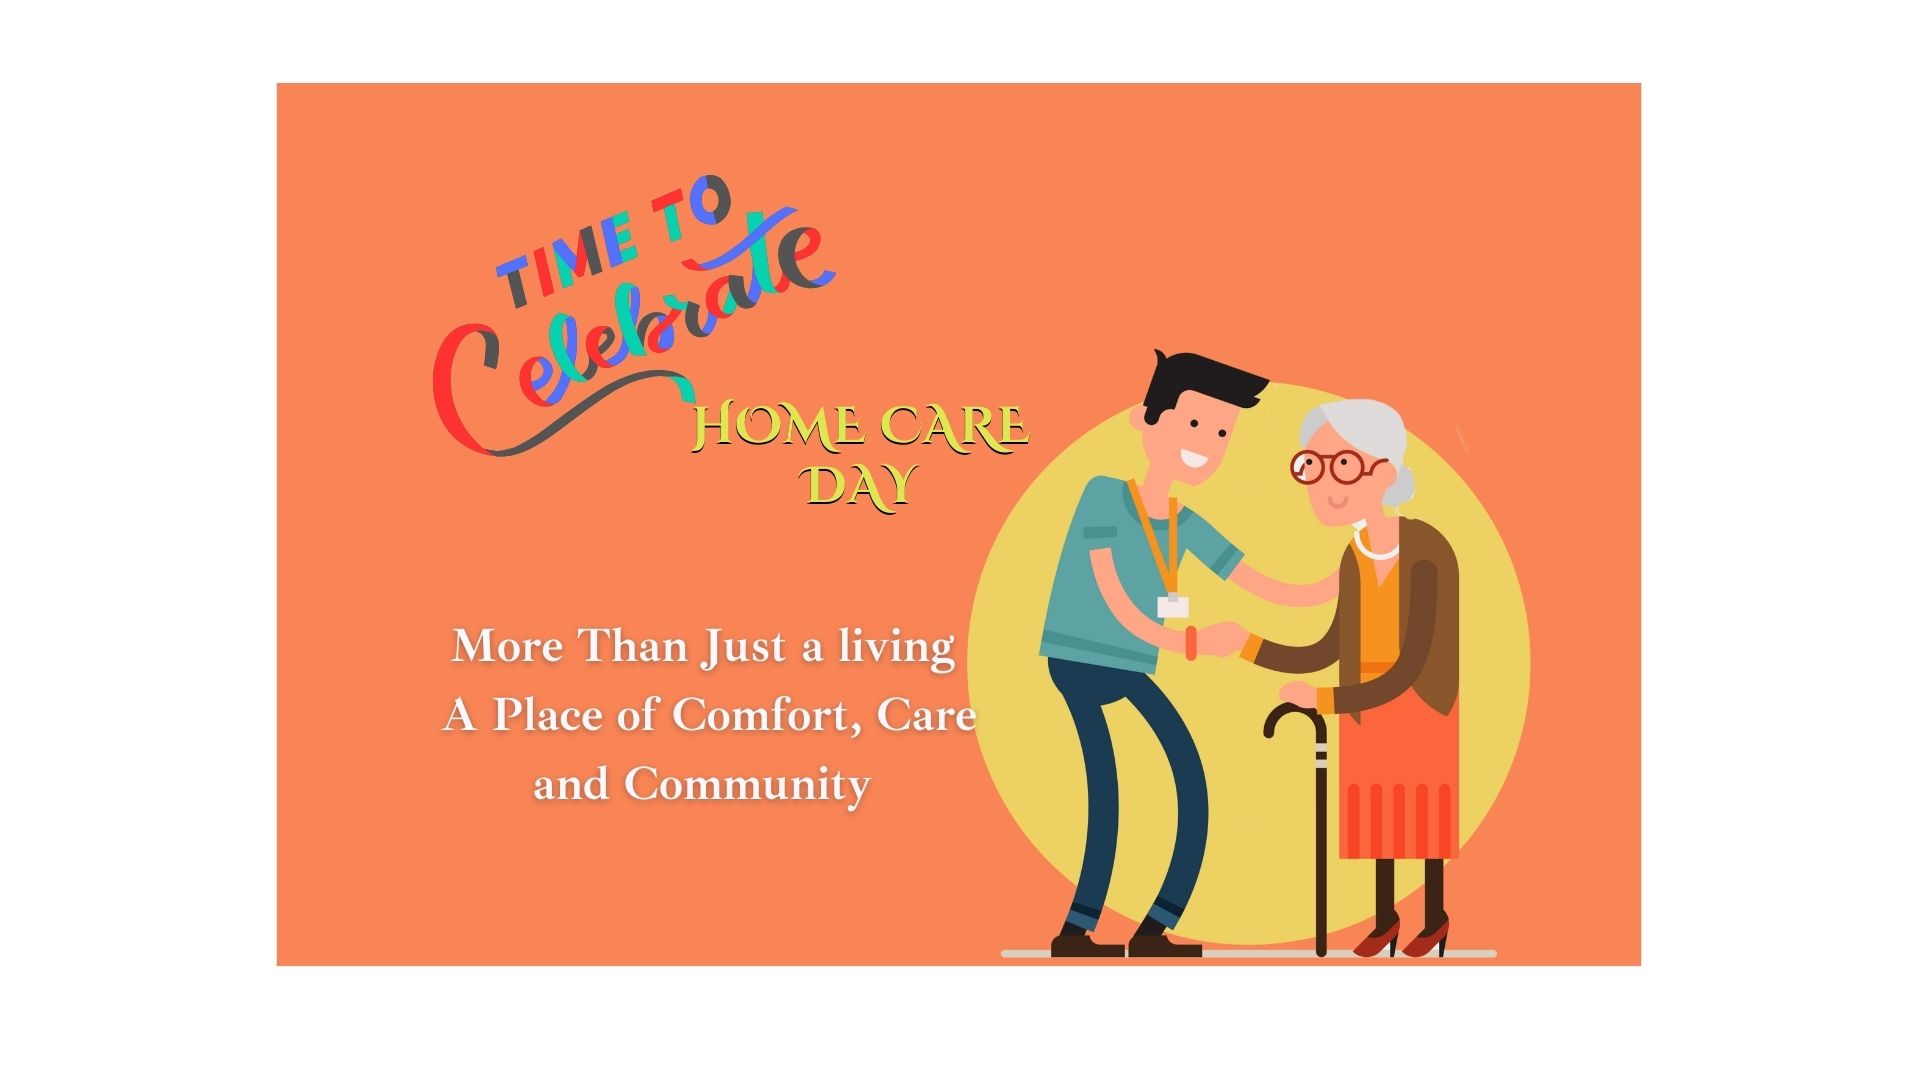 TIME TO
Celebrate
HOME CARE
DAY
More Than Just a living
A Place of Comfort, Care
and Community